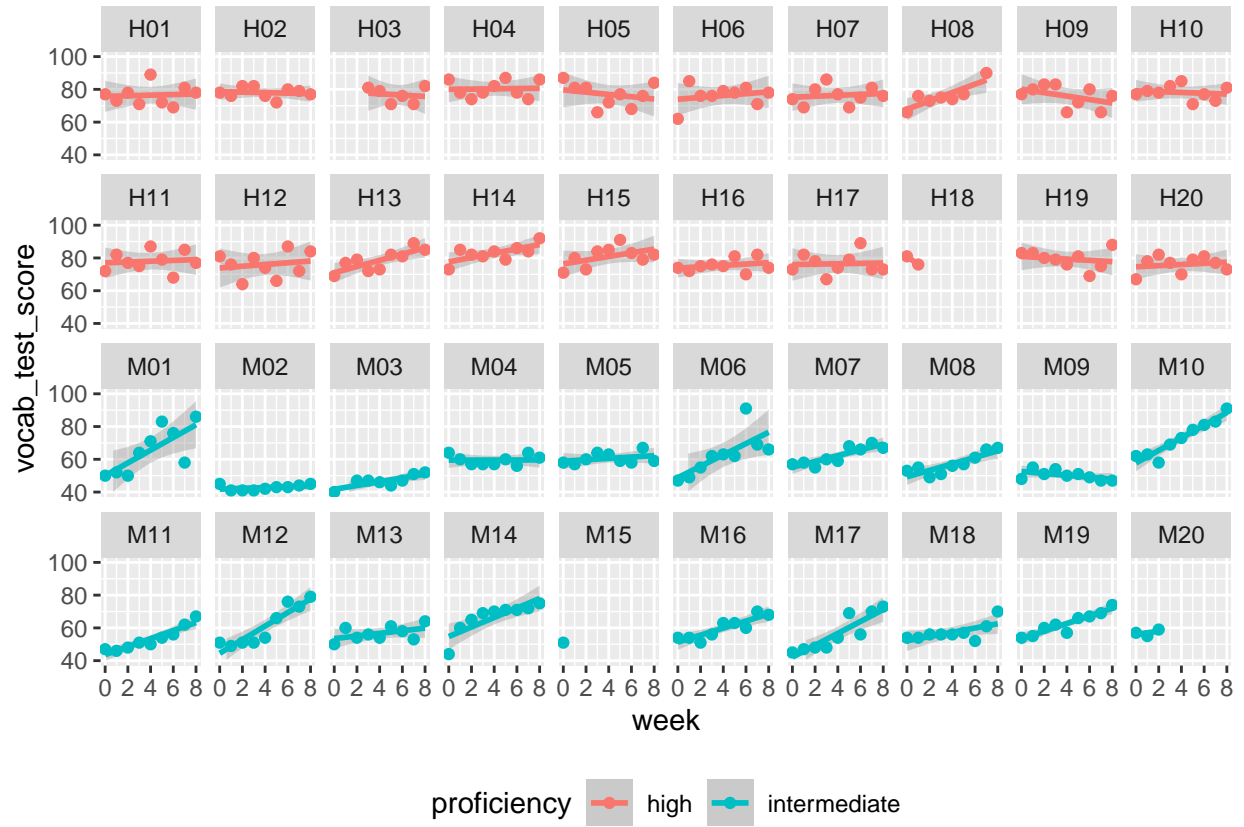 H01 H02 H03 H04 H05 H06 H07 H08 H09 H10
100
80
60
40
H11 H12 H13 H14 H15 H16 H17 H18 H19 H20
100
80
60
40
vocab_test_score
M01 M02 M03 M04 M05 M06 M07 M08 M09 M10
100
80
60
40
M11 M12 M13 M14 M15 M16 M17 M18 M19 M20
100
80
60
40
0 2 4 6 8 0 2 4 6 8 0 2 4 6 8 0 2 4 6 8 0 2 4 6 8 0 2 4 6 8 0 2 4 6 8 0 2 4 6 8 0 2 4 6 8 0 2 4 6 8
week
proficiency high intermediate